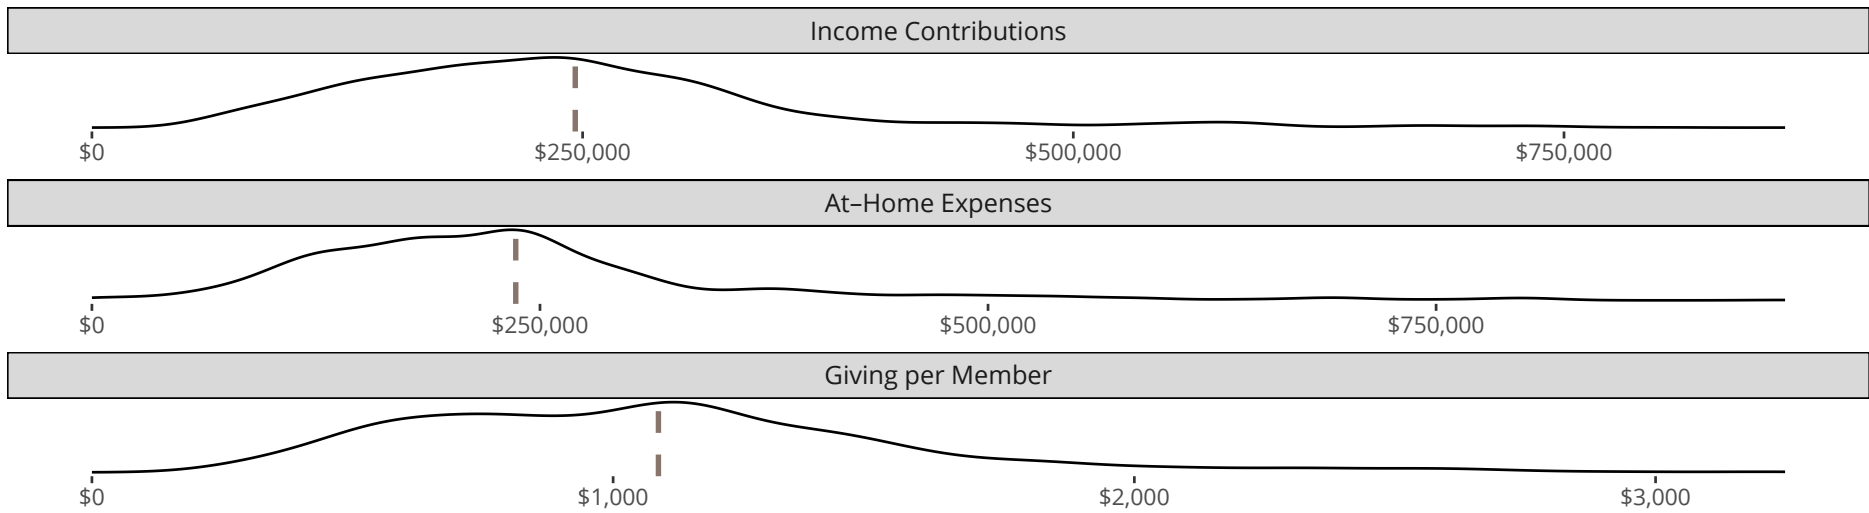 Income Contributions
$0 $250,000 $500,000 $750,000
At–Home Expenses
$0 $250,000 $500,000 $750,000
Giving per Member
$0 $1,000 $2,000 $3,000